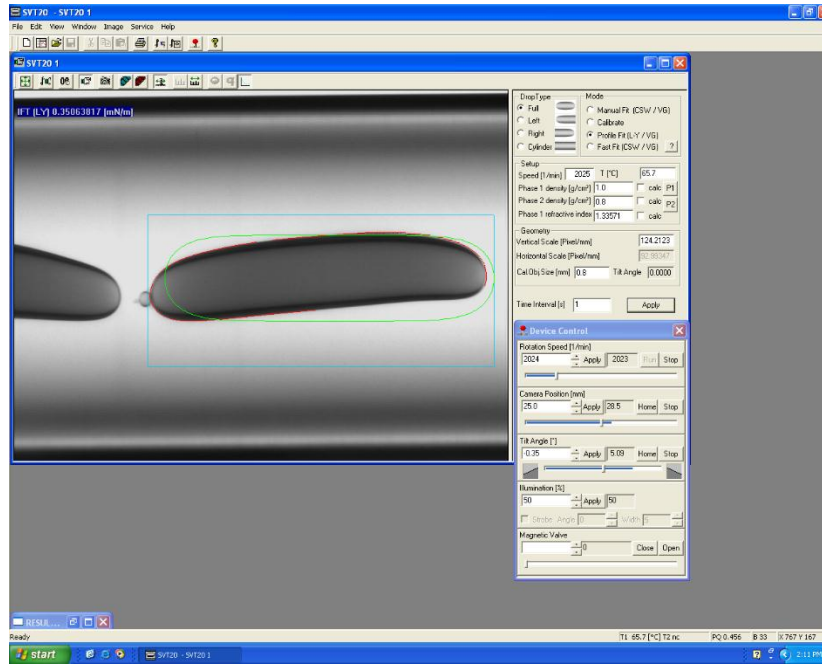 SVT20 - SVT20 1
File Edit View Window Image Service Help
SVT20 1
IFT (LY) 0.35063817 [mN/m]
DropType
Full
Left
Right
Cylinder
Mode
Manual Fit (CSW / VG)
Calibrate
Profile Fit (L-Y / VG)
Fast Fit (CSW / VG) ?
Setup
Speed [1/min] 2025 T [°C] 65.7
Phase 1 density [g/cm³] 1.0 calc P1
Phase 2 density [g/cm³] 0.8 calc P2
Phase 1 refractive index 1.33571 calc
Geometry
Vertical Scale [Pixel/mm] 124.2123
Horizontal Scale [Pixel/mm]
Cal.Obj Size [mm] 0.8 Tilt Angle 0.0000
Time Interval [s] 1 Apply
Device Control
Rotation Speed [1/min]
2024 Apply 2023 Run Stop
Camera Position [mm]
25.0 Apply 28.5 Home Stop
Tilt Angle [°]
-0.35 Apply 5.09 Home Stop
Illumination [%]
50 Apply 50
Strobe: Angle 0 Width 5
Magnetic Valve
0 Close Open
RESUL...
Ready
T1 65.7 [°C] T2 nc PQ 0.456 B 33 X 767 Y 167
start
SVT20 - SVT20 1
2:11 PM